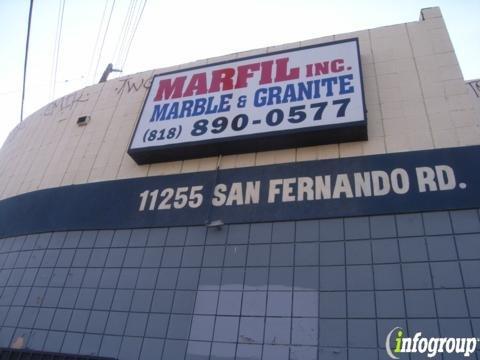 MARFIL INC.
MARBLE & GRANITE
(818) 890-0577
11255 SAN FERNANDO RD.
infogroup